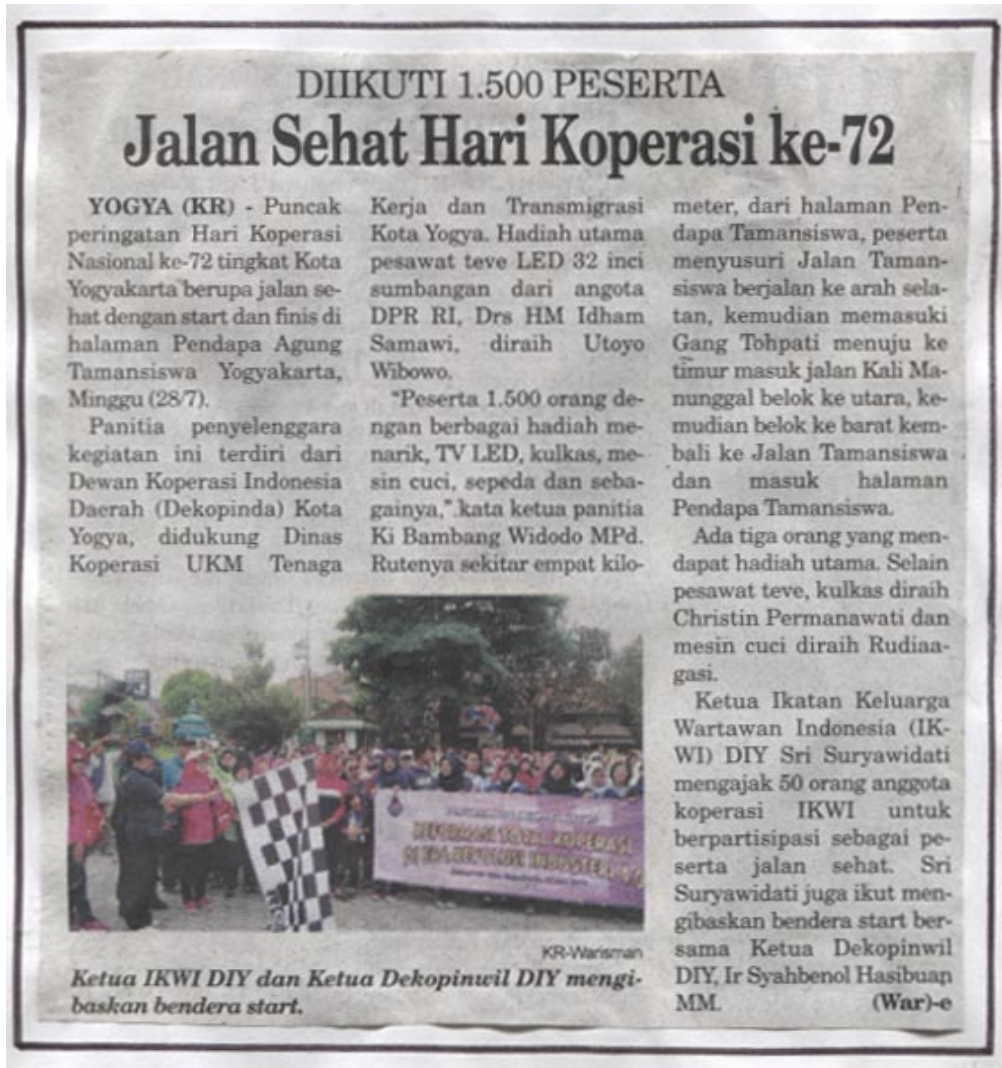 DIIKUTI 1.500 PESERTA
Jalan Sehat Hari Koperasi ke-72
YOGYA (KR) - Puncak
peringatan Hari Koperasi
Nasional ke-72 tingkat Kota
Yogyakarta berupa jalan se-
hat dengan start dan finis di
halaman Pendapa Agung
Tamansiswa Yogyakarta,
Minggu (28/7).
Panitia penyelenggara
kegiatan ini terdiri dari
Dewan Koperasi Indonesia
Daerah (Dekopinda) Kota
Yogya, didukung Dinas
Koperasi UKM Tenaga
Kerja dan Transmigrasi
Kota Yogya. Hadiah utama
pesawat teve LED 32 inci
sumbangan dari angota
DPR RI, Drs HM Idham
Samawi, diraih Utoyo
Wibowo.
"Peserta 1.500 orang de-
ngan berbagai hadiah me-
narik, TV LED, kulkas, me-
sin cuci, sepeda dan seba-
gainya," kata ketua panitia
Ki Bambang Widodo MPd.
Rutenya sekitar empat kilo-
meter, dari halaman Pen-
dapa Tamansiswa, peserta
menyusuri Jalan Taman-
siswa berjalan ke arah sela-
tan, kemudian memasuki
Gang Tohpati menuju ke
timur masuk jalan Kali Ma-
nunggal belok ke utara, ke-
mudian belok ke barat kem-
bali ke Jalan Tamansiswa
dan masuk halaman
Pendapa Tamansiswa.
Ada tiga orang yang men-
dapat hadiah utama. Selain
pesawat teve, kulkas diraih
Christin Permanawati dan
mesin cuci diraih Rudiaa-
gasi.
Ketua Ikatan Keluarga
Wartawan Indonesia (IK-
WI) DIY Sri Suryawidati
mengajak 50 orang anggota
koperasi IKWI untuk
berpartisipasi sebagai pe-
serta jalan sehat. Sri
Suryawidati juga ikut men-
gibaskan bendera start ber-
sama Ketua Dekopinwil
DIY, Ir Syahbenol Hasibuan
MM. (War)-e
REFORMASI TOTAL KOPERASI
DI ERA REVOLUSI INDUSTRI 4.0
KR-Warisman
Ketua IKWI DIY dan Ketua Dekopinwil DIY mengi-
baskan bendera start.